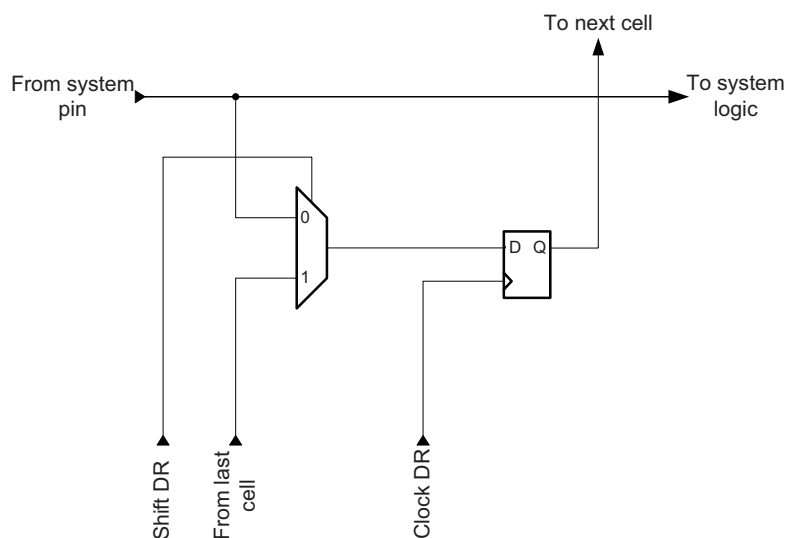 To next cell
From system
pin
To system
logic
0
1
D Q
Shift DR
From last
cell
Clock DR